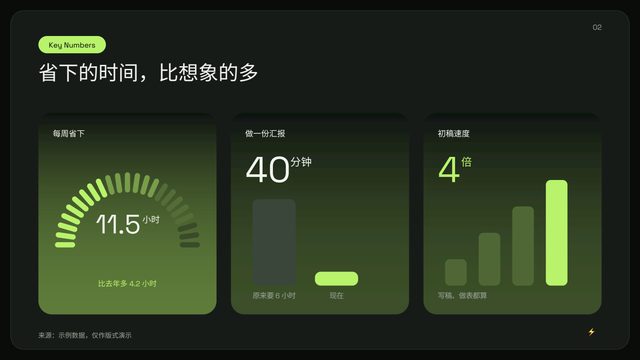 02
Key Numbers
省下的时间，比想象的多
每周省下
11.5 小时
比去年多 4.2 小时
做一份汇报
40分钟
原来要 6 小时
现在
初稿速度
4倍
写稿、做表都算
来源：示例数据，仅作版式演示